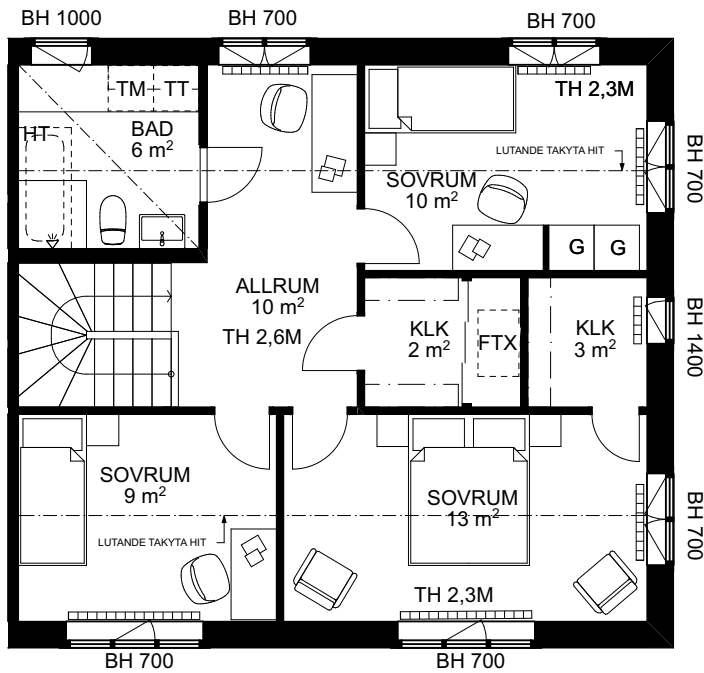 BH 1000
BH 700
BH 700
TM
TT
TH 2,3M
HT
BAD
6 m²
LUTANDE TAKYTA HIT
BH 700
SOVRUM
10 m²
G
G
ALLRUM
10 m²
TH 2,6M
KLK
2 m²
FTX
KLK
3 m²
BH 1400
SOVRUM
9 m²
LUTANDE TAKYTA HIT
SOVRUM
13 m²
BH 700
TH 2,3M
BH 700
BH 700